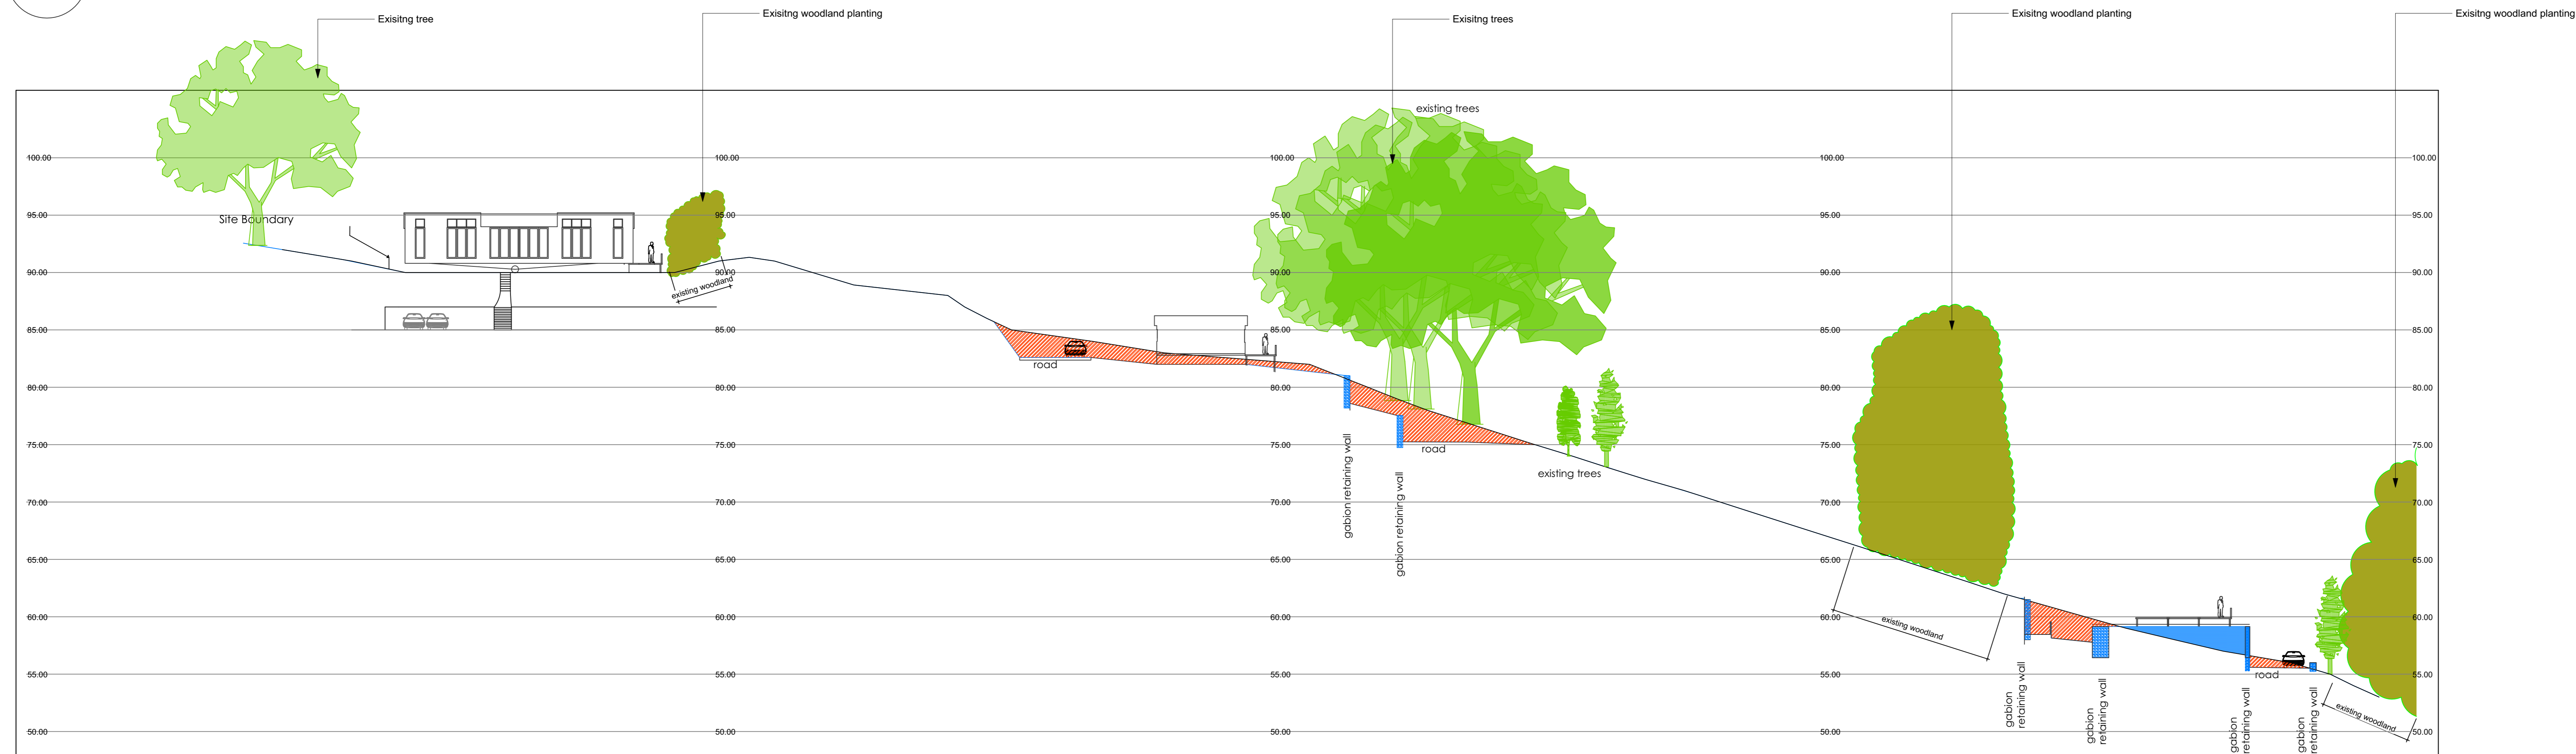 Exisitng tree
Exisitng woodland planting
Exisitng trees
Exisitng woodland planting
Exisitng woodland planting
existing trees
100.00 100.00 100.00 100.00 100.00
95.00 95.00 95.00 95.00 95.00
Site Boundary
90.00 90.00 90.00 90.00 90.00
existing woodland
85.00 85.00 85.00 85.00 85.00
road
80.00 80.00 80.00 80.00 80.00
75.00 75.00 75.00 75.00 75.00
road
gabion retaining wall
gabion retaining wall
existing trees
70.00 70.00 70.00 70.00 70.00
65.00 65.00 65.00 65.00 65.00
60.00 60.00 60.00 60.00 60.00
existing woodland
55.00 55.00 55.00 55.00 55.00
road
gabion
retaining wall
gabion
retaining wall
gabion
retaining wall
gabion
retaining wall
existing woodland
50.00 50.00 50.00 50.00 50.00